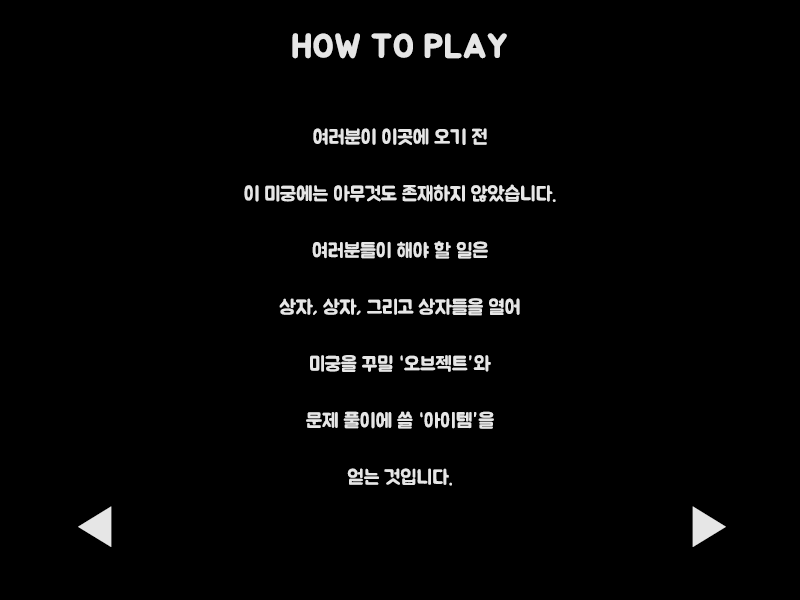 HOW TO PLAY
여러분이 이곳에 오기 전
이 미궁에는 아무것도 존재하지 않았습니다.
여러분들이 해야 할 일은
상자, 상자, 그리고 상자들을 열어
미궁을 꾸밀 '오브젝트'와
문제 풀이에 쓸 '아이템'을
얻는 것입니다.